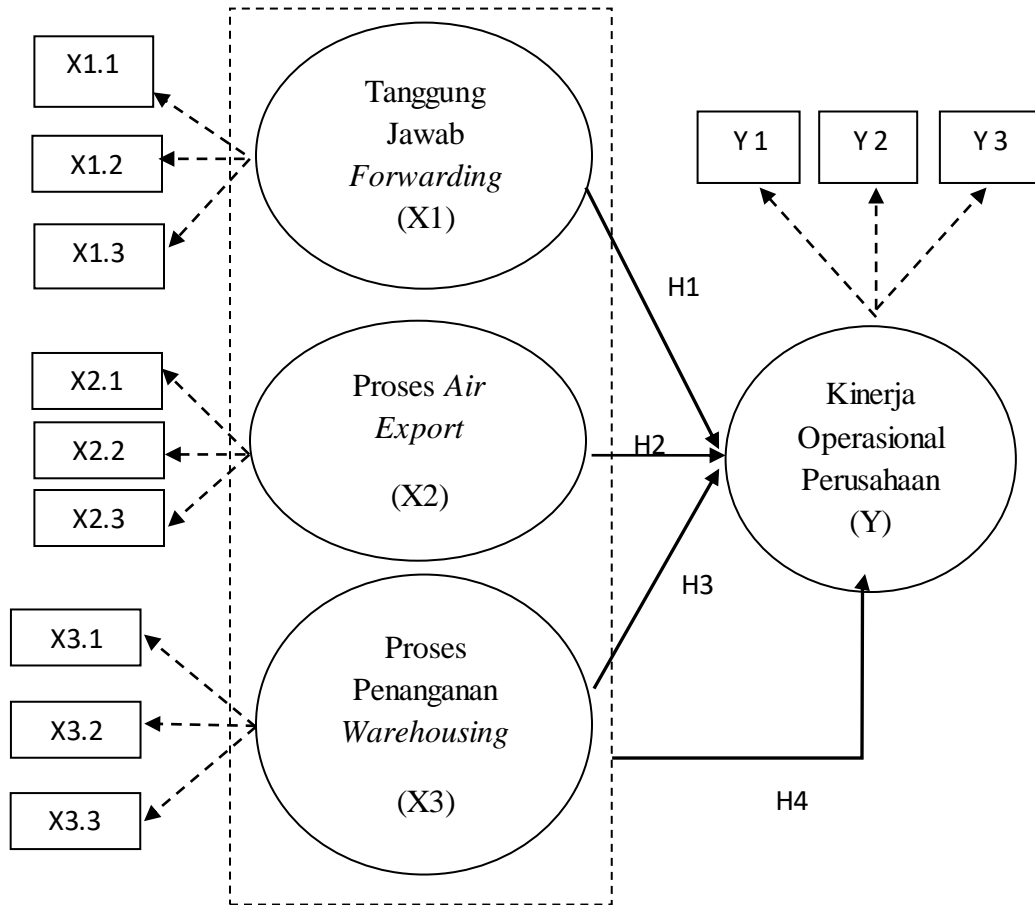 X1.1
X1.2
X1.3
Tanggung
Jawab
Forwarding
(X1)
Y 1
Y 2
Y 3
H1
X2.1
X2.2
X2.3
Proses Air
Export
(X2)
H2
Kinerja
Operasional
Perusahaan
(Y)
H3
X3.1
X3.2
X3.3
Proses
Penanganan
Warehousing
(X3)
H4